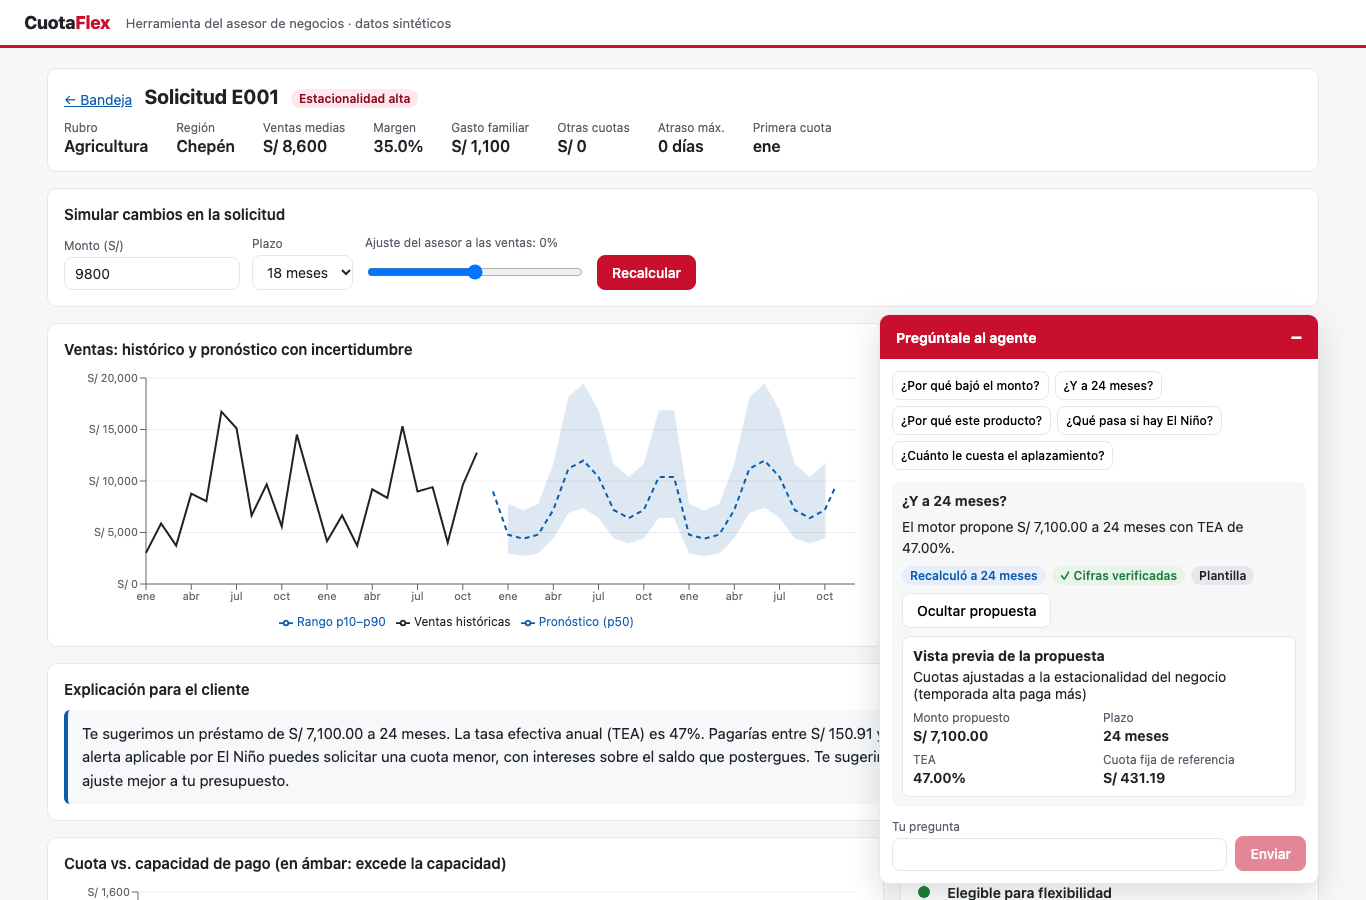 CuotaFlex Herramienta del asesor de negocios · datos sintéticos
← Bandeja Solicitud E001 Estacionalidad alta
Rubro Región Ventas medias Margen Gasto familiar Otras cuotas Atraso máx. Primera cuota
Agricultura Chepén S/ 8,600 35.0% S/ 1,100 S/ 0 0 días ene
Simular cambios en la solicitud
Monto (S/) Plazo Ajuste del asesor a las ventas: 0%
9800 18 meses Recalcular
Ventas: histórico y pronóstico con incertidumbre
S/ 20,000
S/ 15,000
S/ 10,000
S/ 5,000
S/ 0
ene abr jul oct ene abr jul oct ene abr jul oct ene abr jul oct
Rango p10–p90 Ventas históricas Pronóstico (p50)
Explicación para el cliente
Te sugerimos un préstamo de S/ 7,100.00 a 24 meses. La tasa efectiva anual (TEA) es 47%. Pagarías entre S/ 150.91
alerta aplicable por El Niño puedes solicitar una cuota menor, con intereses sobre el saldo que postergues. Te
ajuste mejor a tu presupuesto.
Cuota vs. capacidad de pago (en ámbar: excede la capacidad)
S/ 1,600
Pregúntale al agente −
¿Por qué bajó el monto? ¿Y a 24 meses?
¿Por qué este producto? ¿Qué pasa si hay El Niño?
¿Cuánto le cuesta el aplazamiento?
¿Y a 24 meses?
El motor propone S/ 7,100.00 a 24 meses con TEA de
47.00%.
Recalculó a 24 meses ✓ Cifras verificadas Plantilla
Ocultar propuesta
Vista previa de la propuesta
Cuotas ajustadas a la estacionalidad del negocio
(temporada alta paga más)
Monto propuesto Plazo
S/ 7,100.00 24 meses
TEA Cuota fija de referencia
47.00% S/ 431.19
Tu pregunta
Enviar
Elegible para flexibilidad